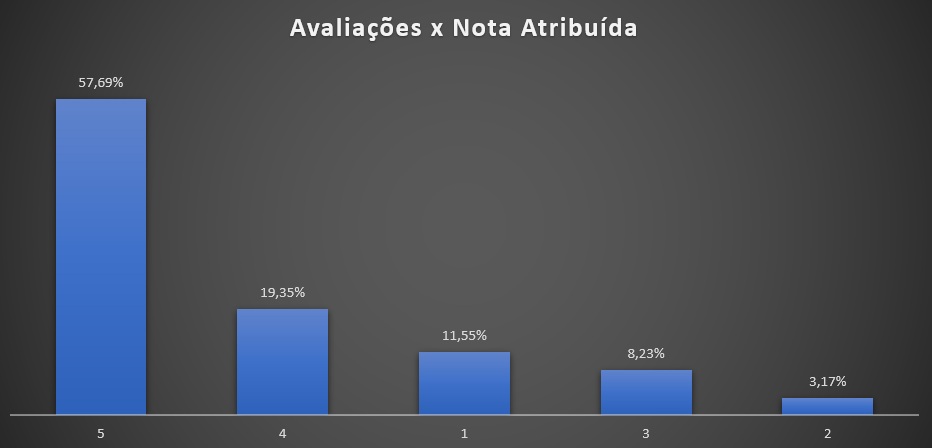 Avaliações x Nota Atribuída
57,69%
19,35%
11,55%
8,23%
3,17%
5 4 1 3 2